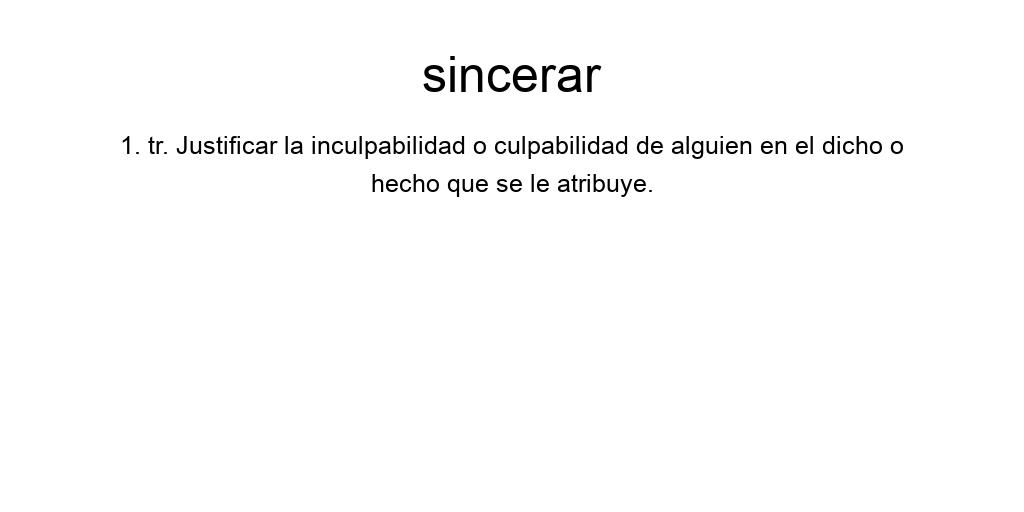 sincerar
1. tr. Justificar la inculpabilidad o culpabilidad de alguien en el dicho o
hecho que se le atribuye.